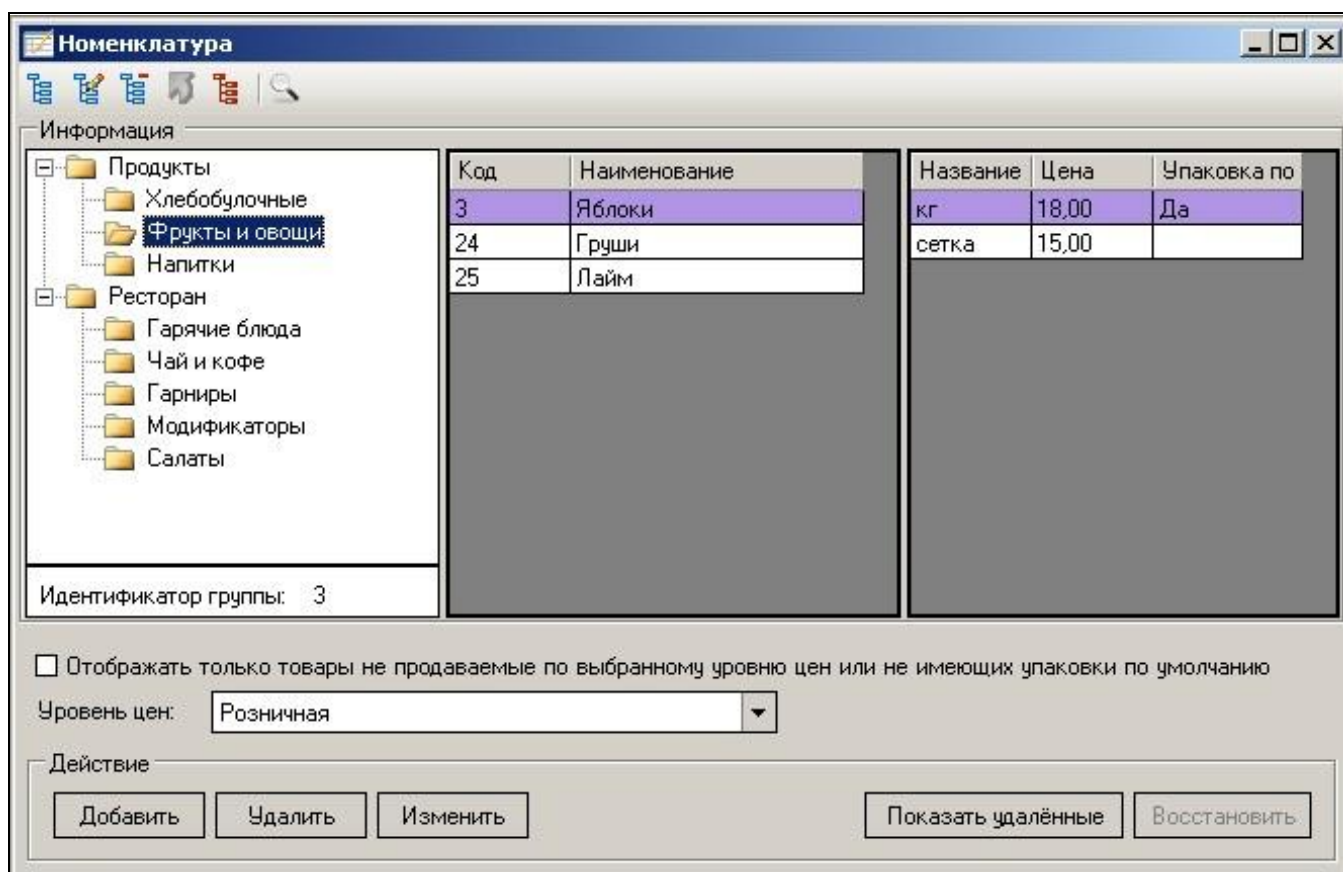 Номенклатура
Информация
Продукты
Хлебобулочные
Фрукты и овощи
Напитки
Ресторан
Гарячие блюда
Чай и кофе
Гарниры
Модификаторы
Салаты
Идентификатор группы: 3
Код Наименование
3 Яблоки
24 Груши
25 Лайм
Название Цена Упаковка по
кг 18,00 Да
сетка 15,00
Отображать только товары не продаваемые по выбранному уровню цен или не имеющих упаковки по умолчанию
Уровень цен: Розничная
Действие
Добавить Удалить Изменить Показать удалённые Восстановить